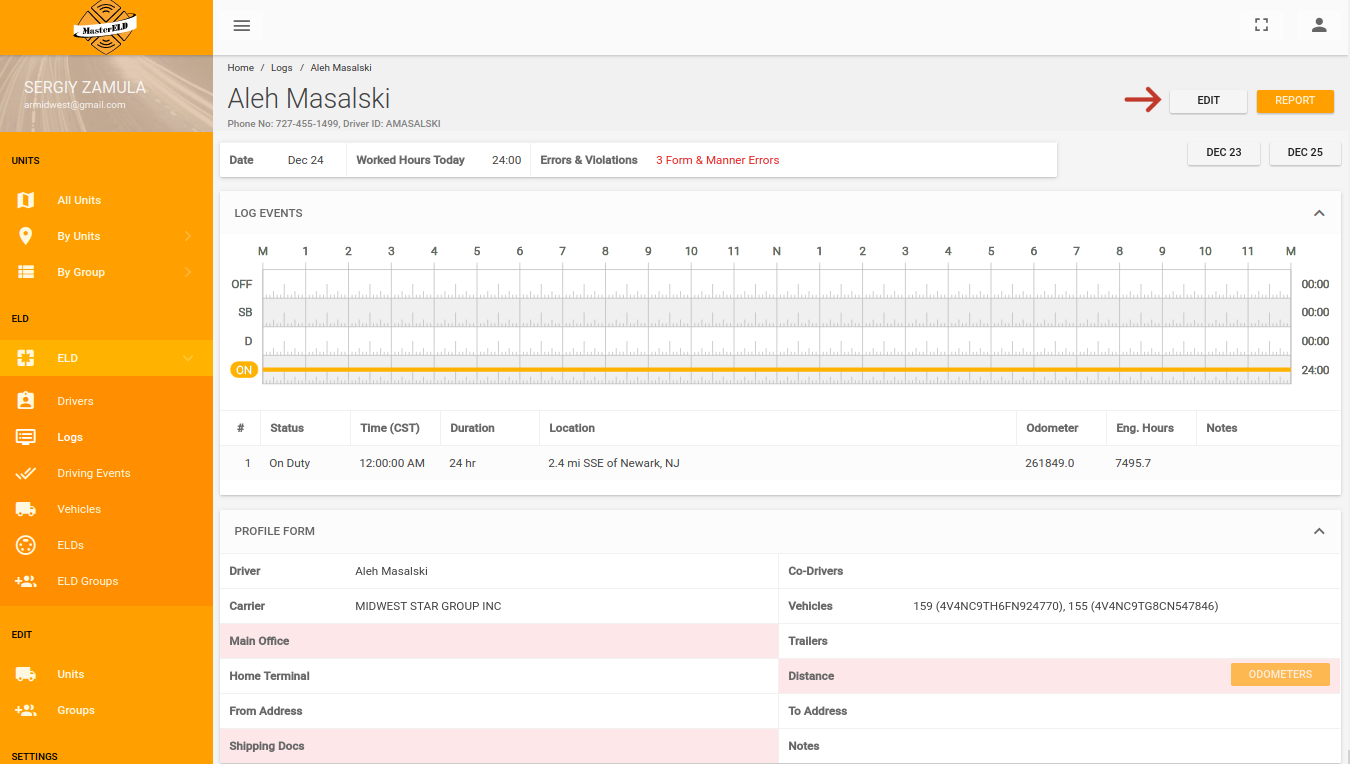 MasterELD
SERGIY ZAMULA
armidwest@gmail.com
UNITS
All Units
By Units
By Group
ELD
ELD
Drivers
Logs
Driving Events
Vehicles
ELDs
ELD Groups
EDIT
Units
Groups
SETTINGS
Home / Logs / Aleh Masalski
Aleh Masalski
Phone No: 727-455-1499, Driver ID: AMASALSKI
EDIT REPORT
Date Dec 24 Worked Hours Today 24:00 Errors & Violations 3 Form & Manner Errors
DEC 23 DEC 25
LOG EVENTS
M 1 2 3 4 5 6 7 8 9 10 11 N 1 2 3 4 5 6 7 8 9 10 11 M
OFF 00:00
SB 00:00
D 00:00
ON 24:00
# Status Time (CST) Duration Location Odometer Eng. Hours Notes
1 On Duty 12:00:00 AM 24 hr 2.4 mi SSE of Newark, NJ 261849.0 7495.7
PROFILE FORM
Driver Aleh Masalski Co-Drivers
Carrier MIDWEST STAR GROUP INC Vehicles 159 (4V4NC9TH6FN924770), 155 (4V4NC9TG8CN547846)
Main Office Trailers
Home Terminal Distance ODOMETERS
From Address To Address
Shipping Docs Notes